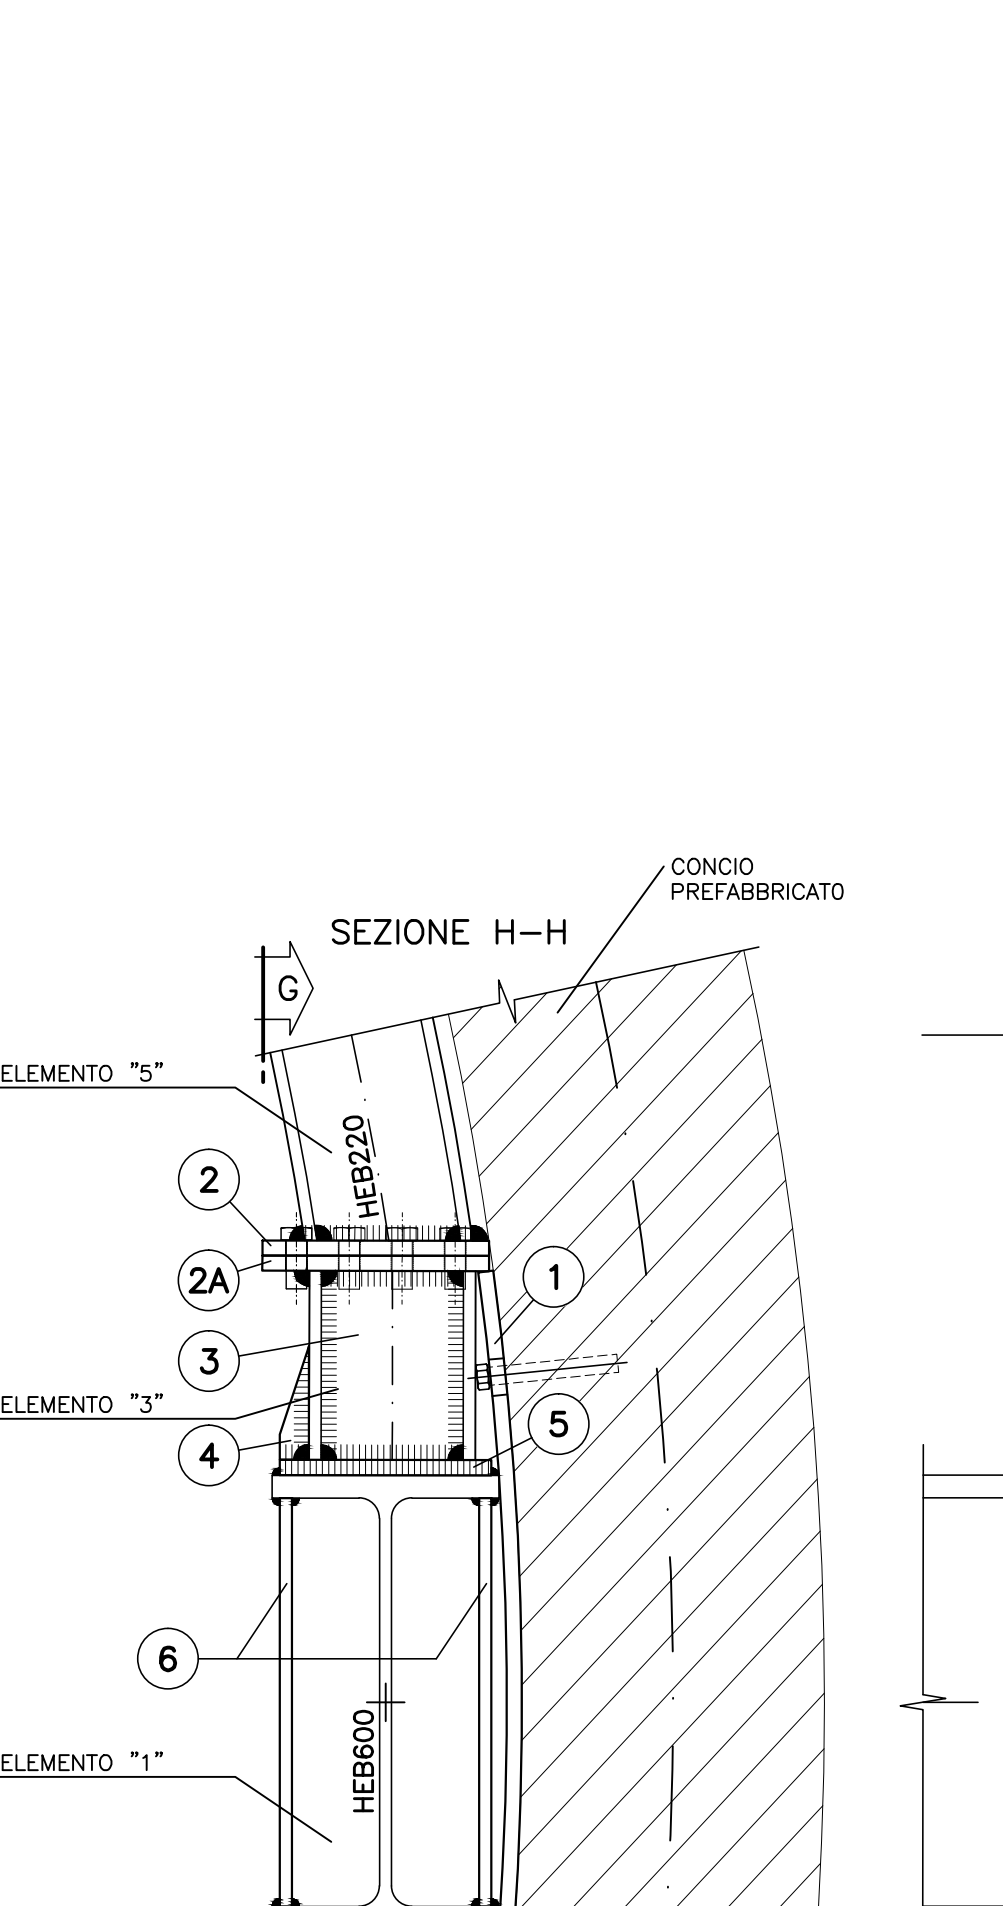 CONCIO
PREFABBRICATO
SEZIONE H-H
G
ELEMENTO "5"
HEB220
2
2A
1
3
ELEMENTO "3"
5
4
6
HEB600
ELEMENTO "1"